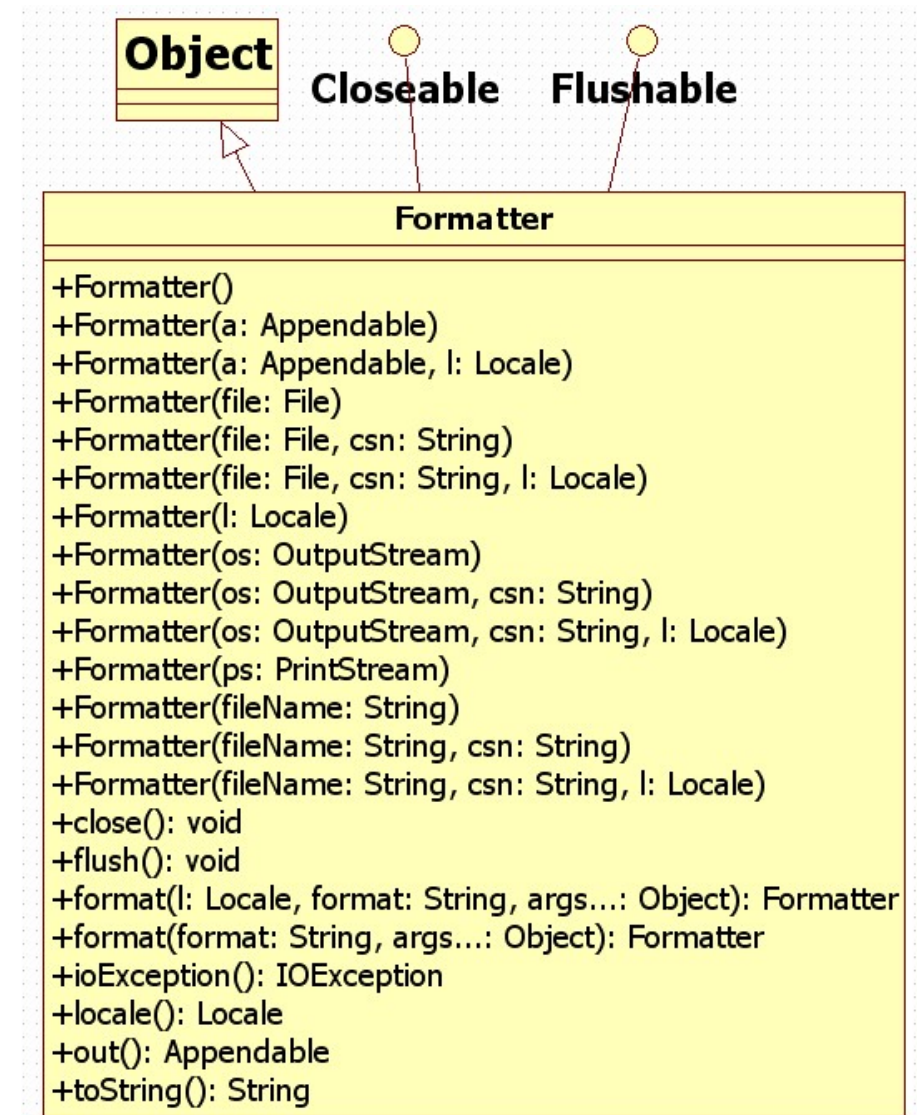 Object
Closeable Flushable
Formatter
+Formatter()
+Formatter(a: Appendable)
+Formatter(a: Appendable, l: Locale)
+Formatter(file: File)
+Formatter(file: File, csn: String)
+Formatter(file: File, csn: String, l: Locale)
+Formatter(l: Locale)
+Formatter(os: OutputStream)
+Formatter(os: OutputStream, csn: String)
+Formatter(os: OutputStream, csn: String, l: Locale)
+Formatter(ps: PrintStream)
+Formatter(fileName: String)
+Formatter(fileName: String, csn: String)
+Formatter(fileName: String, csn: String, l: Locale)
+close(): void
+flush(): void
+format(l: Locale, format: String, args...: Object): Formatter
+format(format: String, args...: Object): Formatter
+ioException(): IOException
+locale(): Locale
+out(): Appendable
+toString(): String